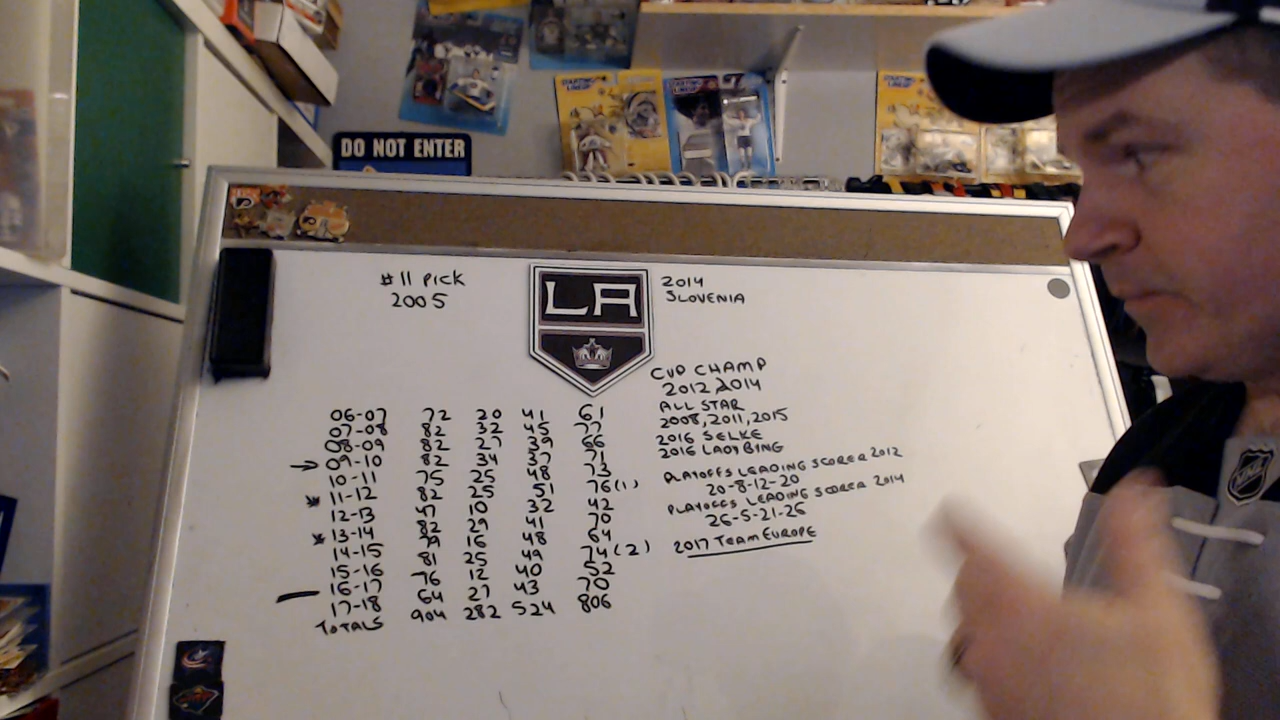 DO NOT ENTER
STARTING LINEUP
STARTING LINEUP
#11 PICK
2005
LA
2014
SLOVENIA
CUP CHAMP
2012 2014
ALL STAR
2008, 2011, 2015
2016 SELKE
2016 LADY BING
PLAYOFFS LEADING SCORER 2012
20-8-12-20
PLAYOFFS LEADING SCORER 2014
26-5-21-26
2017 TEAM EUROPE
06-07 72 20 41 61
07-08 82 32 45 77
08-09 82 27 39 66
→ 09-10 82 34 37 71
10-11 75 25 48 73
* 11-12 82 25 51 76(1)
12-13 47 10 32 42
* 13-14 82 29 41 70
14-15 79 16 48 64
15-16 81 25 49 74(2)
16-17 76 12 40 52
17-18 64 27 43 70
TOTALS 904 282 524 806
NHL